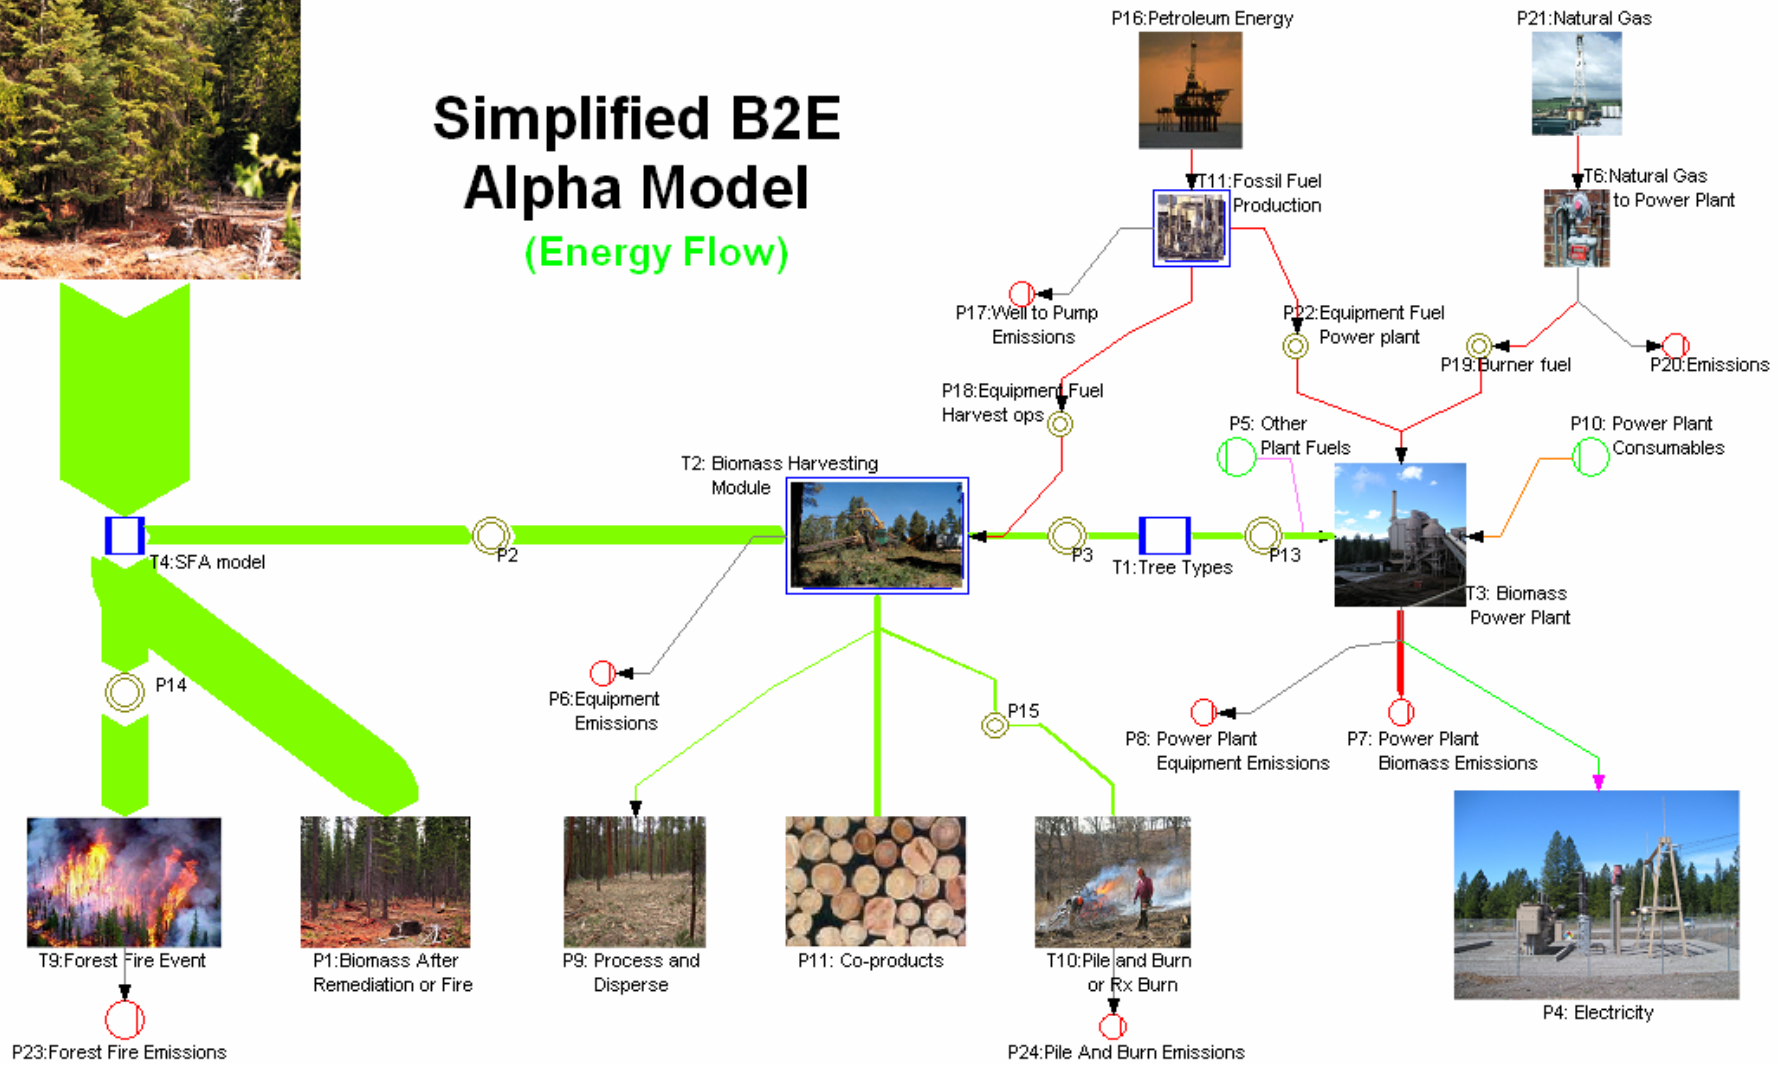 P16:Petroleum Energy
P21:Natural Gas
Simplified B2E
Alpha Model
(Energy Flow)
T11:Fossil Fuel
Production
T6:Natural Gas
to Power Plant
P17:Well to Pump
Emissions
P22:Equipment Fuel
Power plant
P19:Burner fuel
P20:Emissions
P18:Equipment Fuel
Harvest ops
P5: Other
Plant Fuels
P10: Power Plant
Consumables
T2: Biomass Harvesting
Module
T4:SFA model
P2
P3
T1:Tree Types
P13
T3: Biomass
Power Plant
P14
P6:Equipment
Emissions
P15
P8: Power Plant
Equipment Emissions
P7: Power Plant
Biomass Emissions
T9:Forest Fire Event
P1:Biomass After
Remediation or Fire
P9: Process and
Disperse
P11: Co-products
T10:Pile and Burn
or Rx Burn
P4: Electricity
P23:Forest Fire Emissions
P24:Pile And Burn Emissions